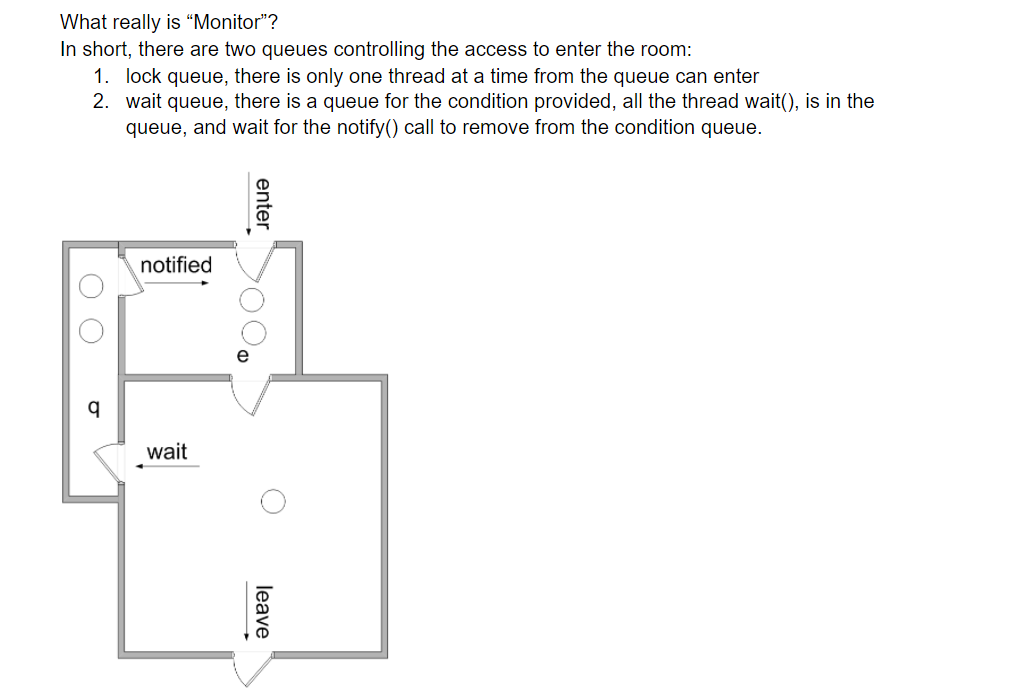 What really is “Monitor”?
In short, there are two queues controlling the access to enter the room:
1. lock queue, there is only one thread at a time from the queue can enter
2. wait queue, there is a queue for the condition provided, all the thread wait(), is in the
queue, and wait for the notify() call to remove from the condition queue.
enter
notified
e
q
wait
leave